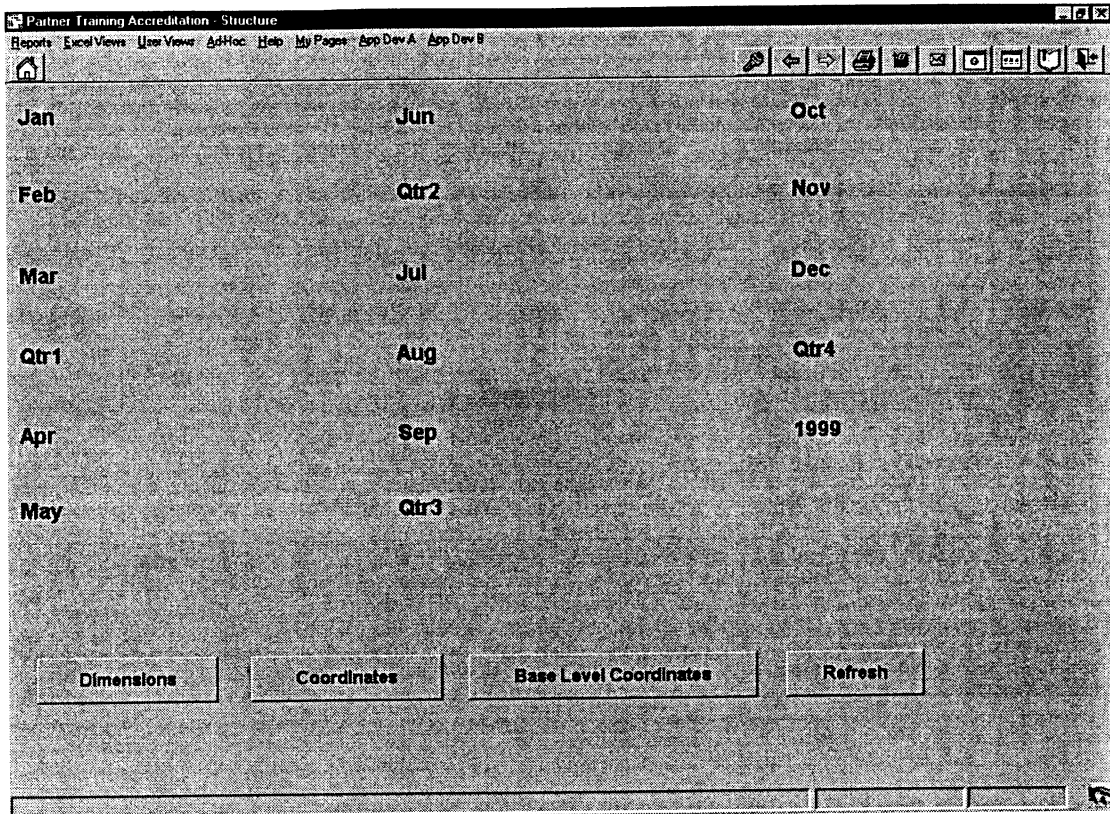 Partner Training Accreditation - Structure
Reports Excel Views User Views Ad-Hoc Help My Pages App Dev A App Dev B
Jan Jun Oct
Feb Qtr2 Nov
Mar Jul Dec
Qtr1 Aug Qtr4
Apr Sep 1999
May Qtr3
Dimensions Coordinates Base Level Coordinates Refresh